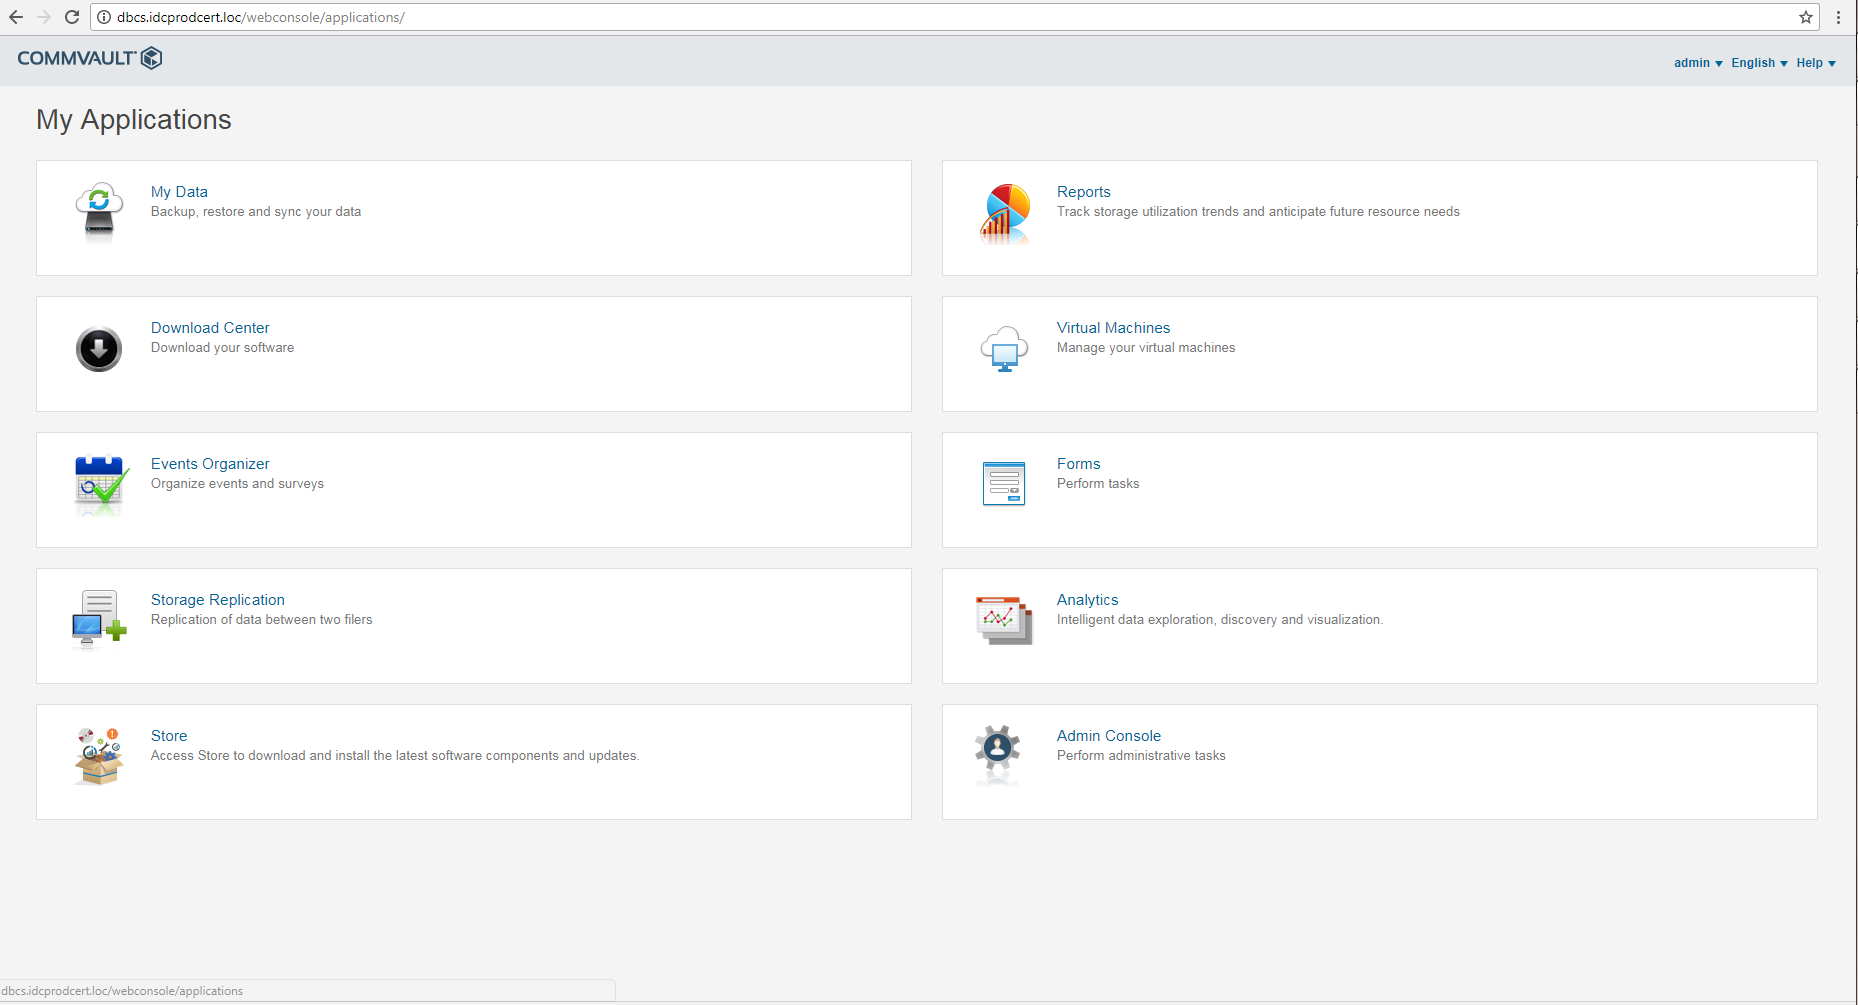 dbcs.idcprodcert.loc/webconsole/applications/
COMMVAULT
admin English Help
My Applications
My Data
Backup, restore and sync your data
Reports
Track storage utilization trends and anticipate future resource needs
Download Center
Download your software
Virtual Machines
Manage your virtual machines
Events Organizer
Organize events and surveys
Forms
Perform tasks
Storage Replication
Replication of data between two filers
Analytics
Intelligent data exploration, discovery and visualization.
Store
Access Store to download and install the latest software components and updates.
Admin Console
Perform administrative tasks
dbcs.idcprodcert.loc/webconsole/applications